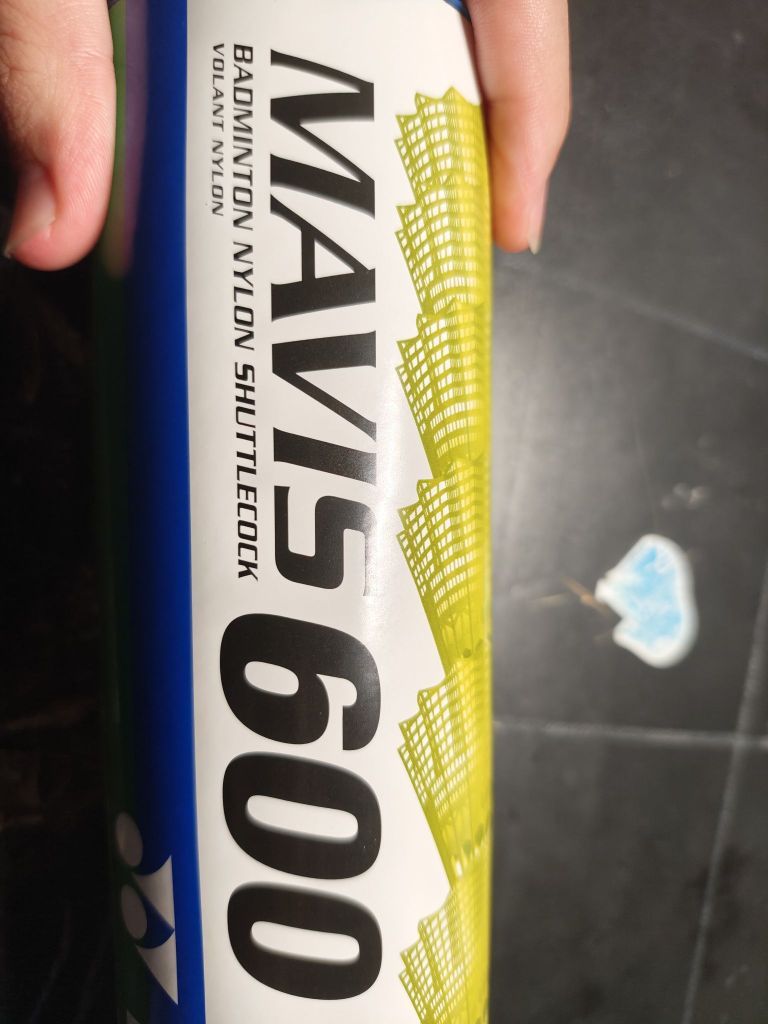 MAVIS 600
BADMINTON NYLON SHUTTLECOCK
VOLANT NYLON